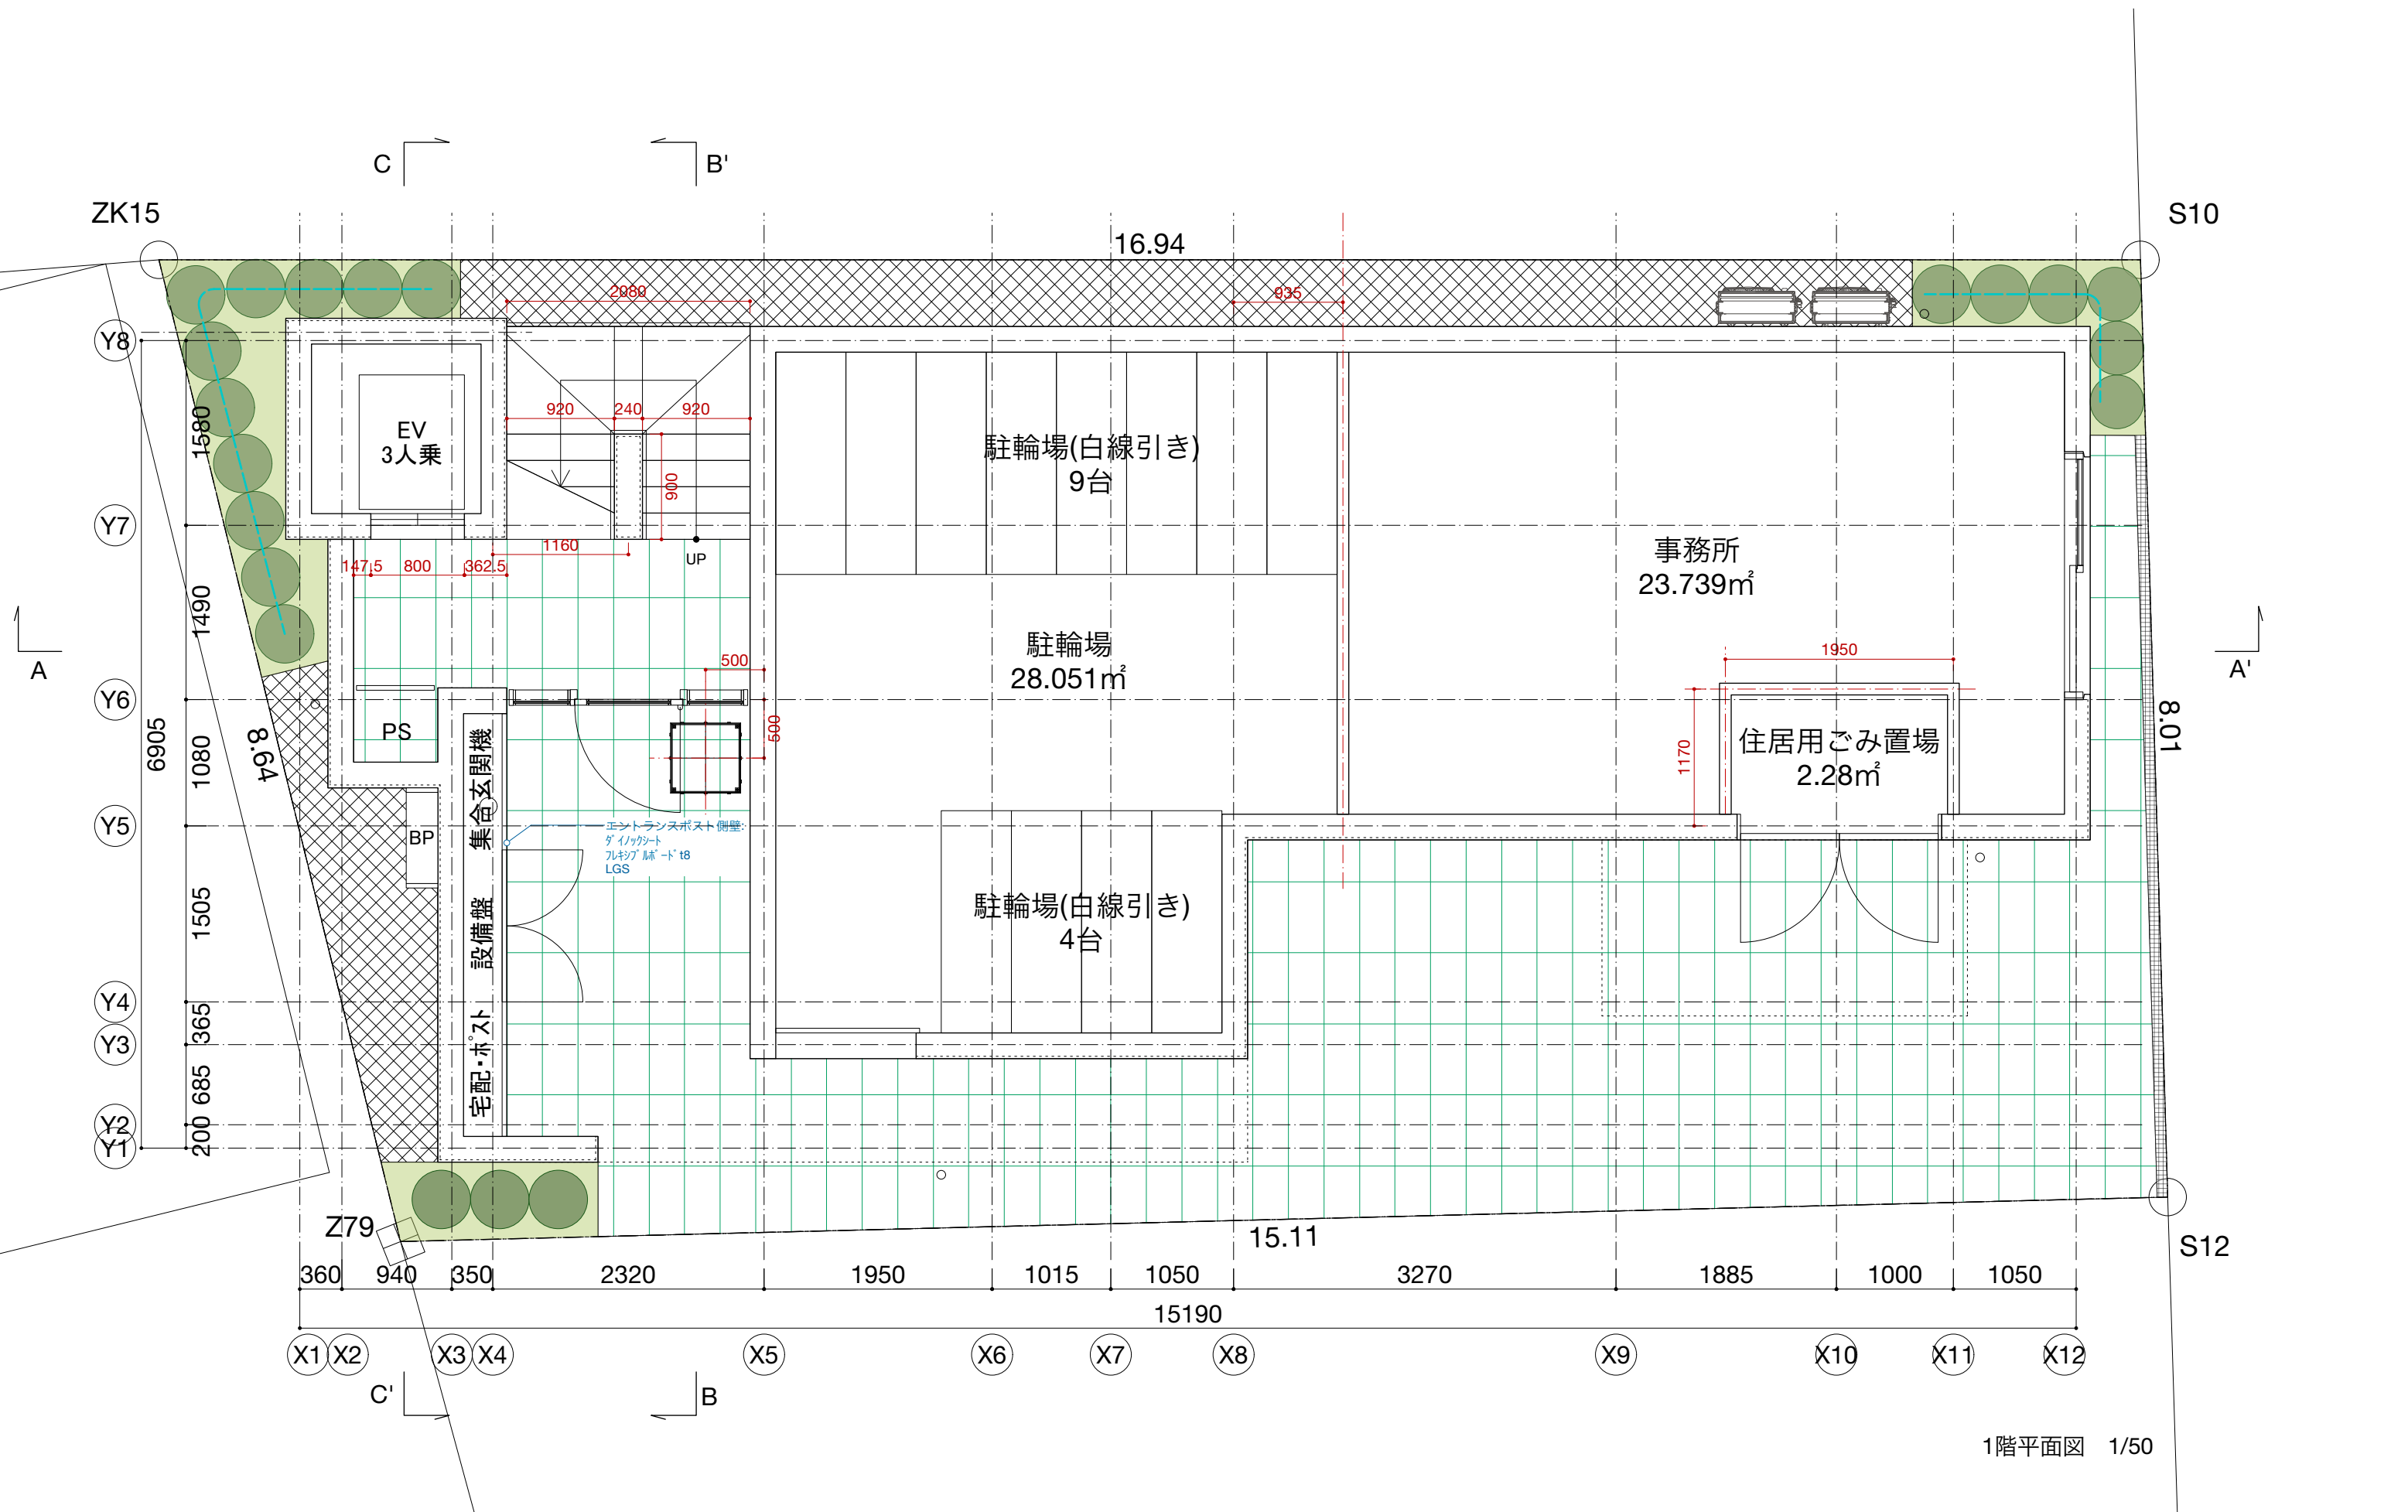 C
B'
ZK15
S10
16.94
2080
935
Y8
EV
3人乗
920
240
920
900
1580
駐輪場(白線引き)
9台
Y7
1160
UP
147.5
800
362.5
事務所
23.739㎡
1490
A
A'
駐輪場
28.051㎡
500
1950
Y6
500
PS
6905
8.64
1080
集合玄関機
1170
住居用ごみ置場
2.28㎡
8.01
Y5
BP
エントランスポスト側壁:
ﾀﾞｲﾉｯｸｼｰﾄ
ﾌﾚｷｼﾌﾞﾙﾎﾞｰﾄﾞt8
LGS
1505
設備盤
駐輪場(白線引き)
4台
Y4
365
Y3
宅配・ﾎﾟｽﾄ
685
Y2
200
Y1
Z79
15.11
S12
360
940
350
2320
1950
1015
1050
3270
1885
1000
1050
15190
X1
X2
X3
X4
X5
X6
X7
X8
X9
X10
X11
X12
C'
B
1階平面図 1/50